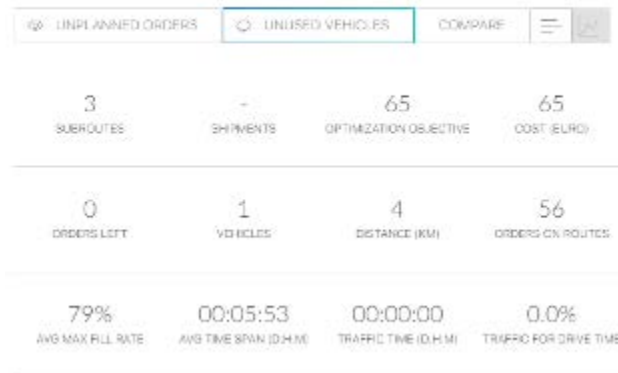 UNPLANNED ORDERS UNUSED VEHICLES COMPARE
3 - 65 65
SUBROUTES SHIPMENTS OPTIMIZATION OBJECTIVE COST (EURO)
0 1 4 56
ORDERS LEFT VEHICLES DISTANCE (KM) ORDERS ON ROUTES
79% 00:05:53 00:00:00 0.0%
AVG MAX FILL RATE AVG TIME SPAN (D:H:M) TRAFFIC TIME (D:H:M) TRAFFIC FOR DRIVE TIME